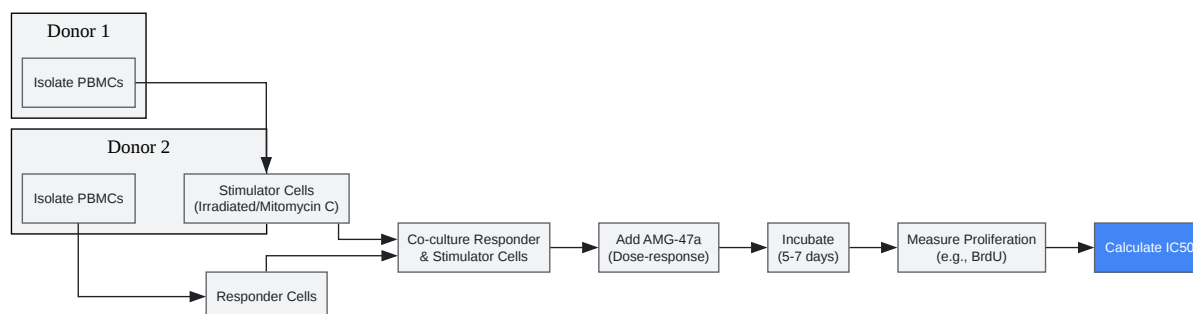 Donor 1
Isolate PBMCs
Donor 2
Isolate PBMCs
Stimulator Cells
(Irradiated/Mitomycin C)
Responder Cells
Co-culture Responder
& Stimulator Cells
Add AMG-47a
(Dose-response)
Incubate
(5-7 days)
Measure Proliferation
(e.g., BrdU)
Calculate IC50